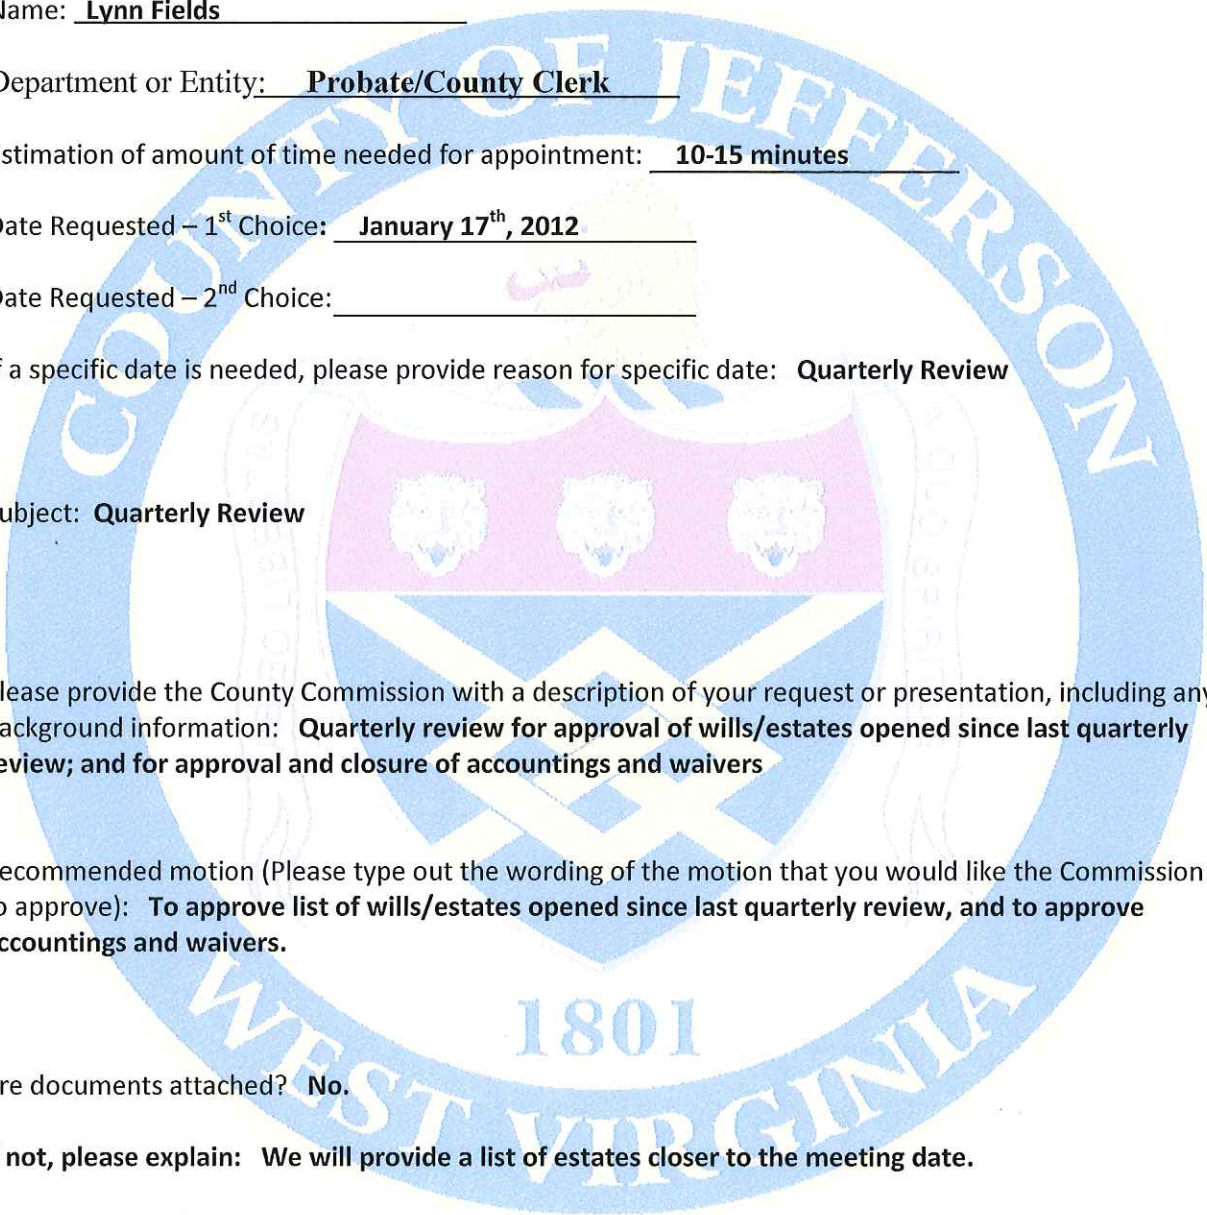 Name: Lynn Fields
Department or Entity: Probate/County Clerk
stimation of amount of time needed for appointment: 10-15 minutes
Date Requested – 1st Choice: January 17th, 2012
Date Requested – 2nd Choice:
f a specific date is needed, please provide reason for specific date: Quarterly Review
ubject: Quarterly Review
lease provide the County Commission with a description of your request or presentation, including any
ackground information: Quarterly review for approval of wills/estates opened since last quarterly
eview; and for approval and closure of accountings and waivers
ecommended motion (Please type out the wording of the motion that you would like the Commission
o approve): To approve list of wills/estates opened since last quarterly review, and to approve
ccountings and waivers.
re documents attached? No.
not, please explain: We will provide a list of estates closer to the meeting date.
COUNTY OF JEFFERSON
1801
WEST VIRGINIA